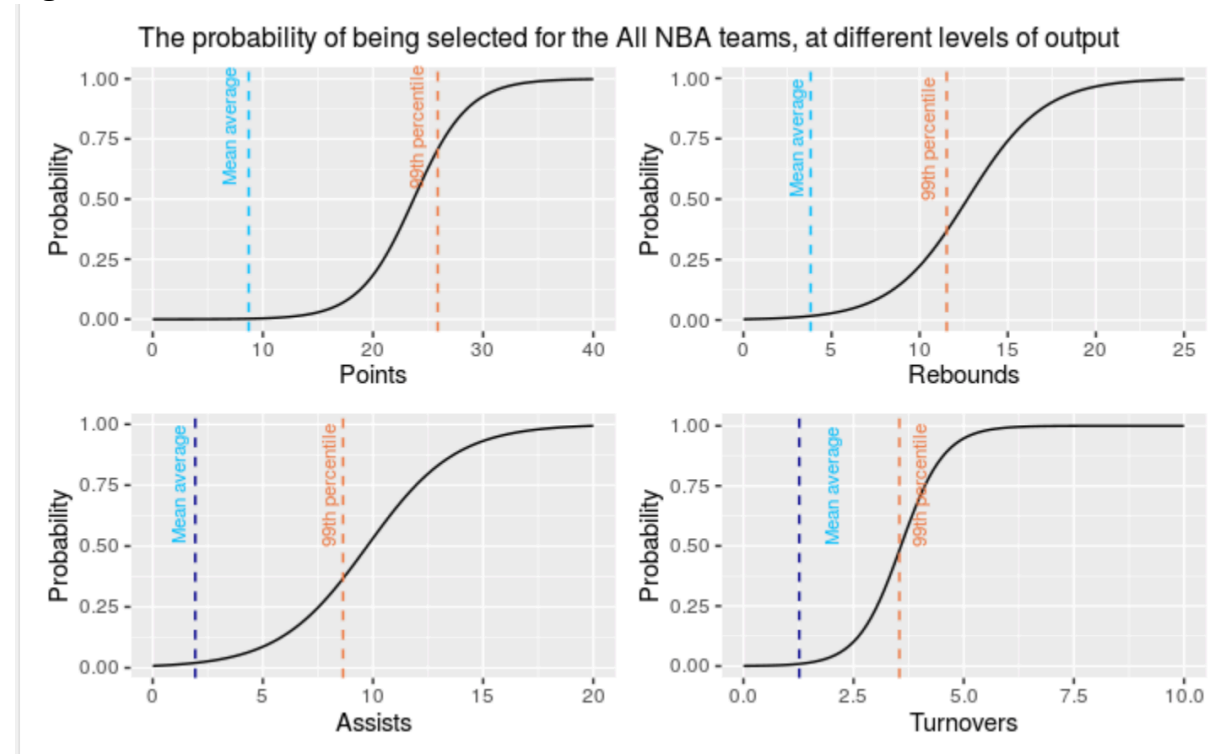 The probability of being selected for the All NBA teams, at different levels of output
Probability
1.00
0.75
0.50
0.25
0.00
Mean average
99th percentile
0 10 20 30 40
Points
Probability
1.00
0.75
0.50
0.25
0.00
Mean average
99th percentile
0 5 10 15 20 25
Rebounds
Probability
1.00
0.75
0.50
0.25
0.00
Mean average
99th percentile
0 5 10 15 20
Assists
Probability
1.00
0.75
0.50
0.25
0.00
Mean average
99th percentile
0.0 2.5 5.0 7.5 10.0
Turnovers